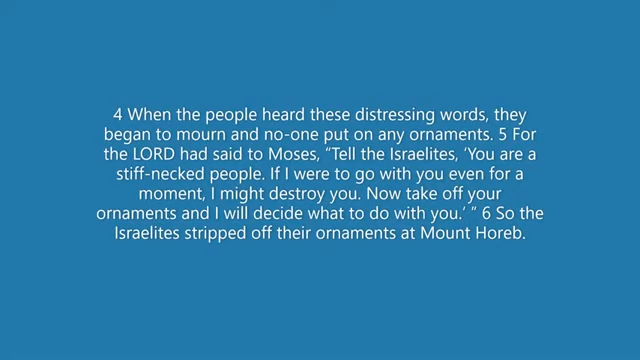 4 When the people heard these distressing words, they
began to mourn and no-one put on any ornaments. 5 For
the LORD had said to Moses, “Tell the Israelites, ‘You are a
stiff-necked people. If I were to go with you even for a
moment, I might destroy you. Now take off your
ornaments and I will decide what to do with you.’ ” 6 So the
Israelites stripped off their ornaments at Mount Horeb.